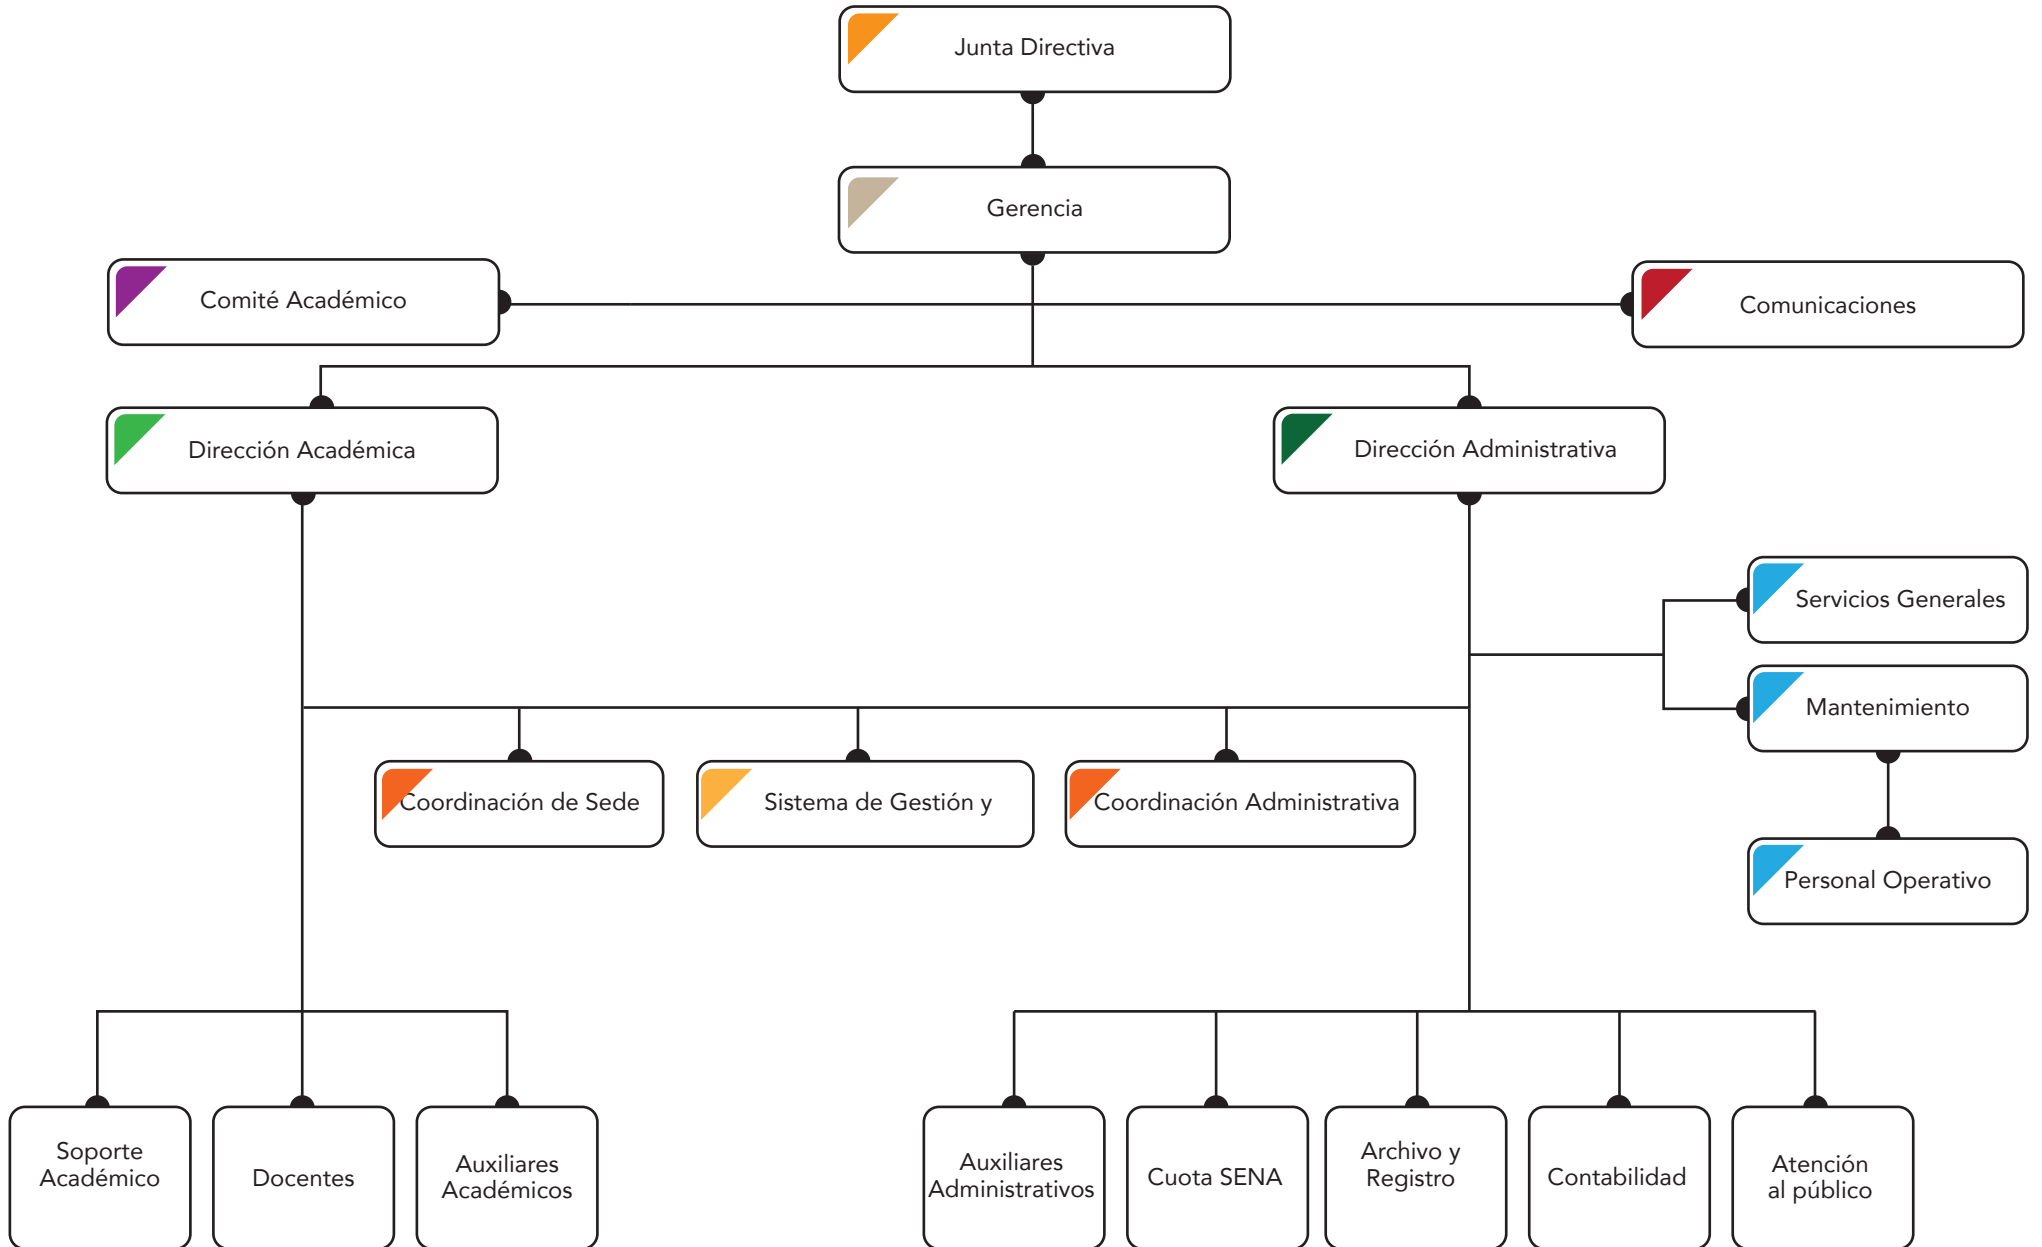 Junta Directiva
Gerencia
Comité Académico
Comunicaciones
Dirección Académica
Dirección Administrativa
Servicios Generales
Mantenimiento
Coordinación de Sede
Sistema de Gestión y
Coordinación Administrativa
Personal Operativo
Soporte
Académico
Docentes
Auxiliares
Académicos
Auxiliares
Administrativos
Cuota SENA
Archivo y
Registro
Contabilidad
Atención
al público